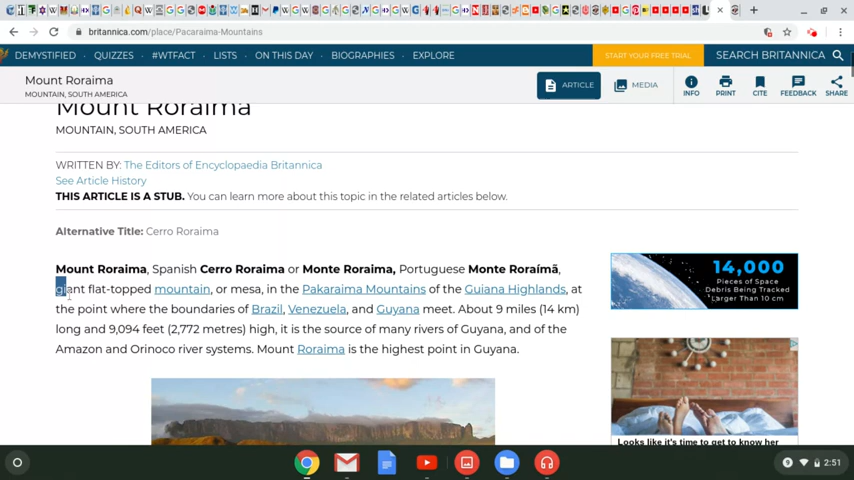 britannica.com/place/Pacaraima-Mountains
DEMYSTIFIED QUIZZES #WTFACT LISTS ON THIS DAY BIOGRAPHIES EXPLORE START YOUR FREE TRIAL SEARCH BRITANNICA
Mount Roraima
MOUNTAIN, SOUTH AMERICA
ARTICLE MEDIA INFO PRINT CITE FEEDBACK SHARE
Mount Roraima
MOUNTAIN, SOUTH AMERICA
WRITTEN BY: The Editors of Encyclopaedia Britannica
See Article History
THIS ARTICLE IS A STUB. You can learn more about this topic in the related articles below.
Alternative Title: Cerro Roraima
Mount Roraima, Spanish Cerro Roraima or Monte Roraima, Portuguese Monte Roraímã,
giant flat-topped mountain, or mesa, in the Pakaraima Mountains of the Guiana Highlands, at
the point where the boundaries of Brazil, Venezuela, and Guyana meet. About 9 miles (14 km)
long and 9,094 feet (2,772 metres) high, it is the source of many rivers of Guyana, and of the
Amazon and Orinoco river systems. Mount Roraima is the highest point in Guyana.
14,000
Pieces of Space
Debris Being Tracked
Larger Than 10 cm
Looks like it's time to get to know her
9 2:51